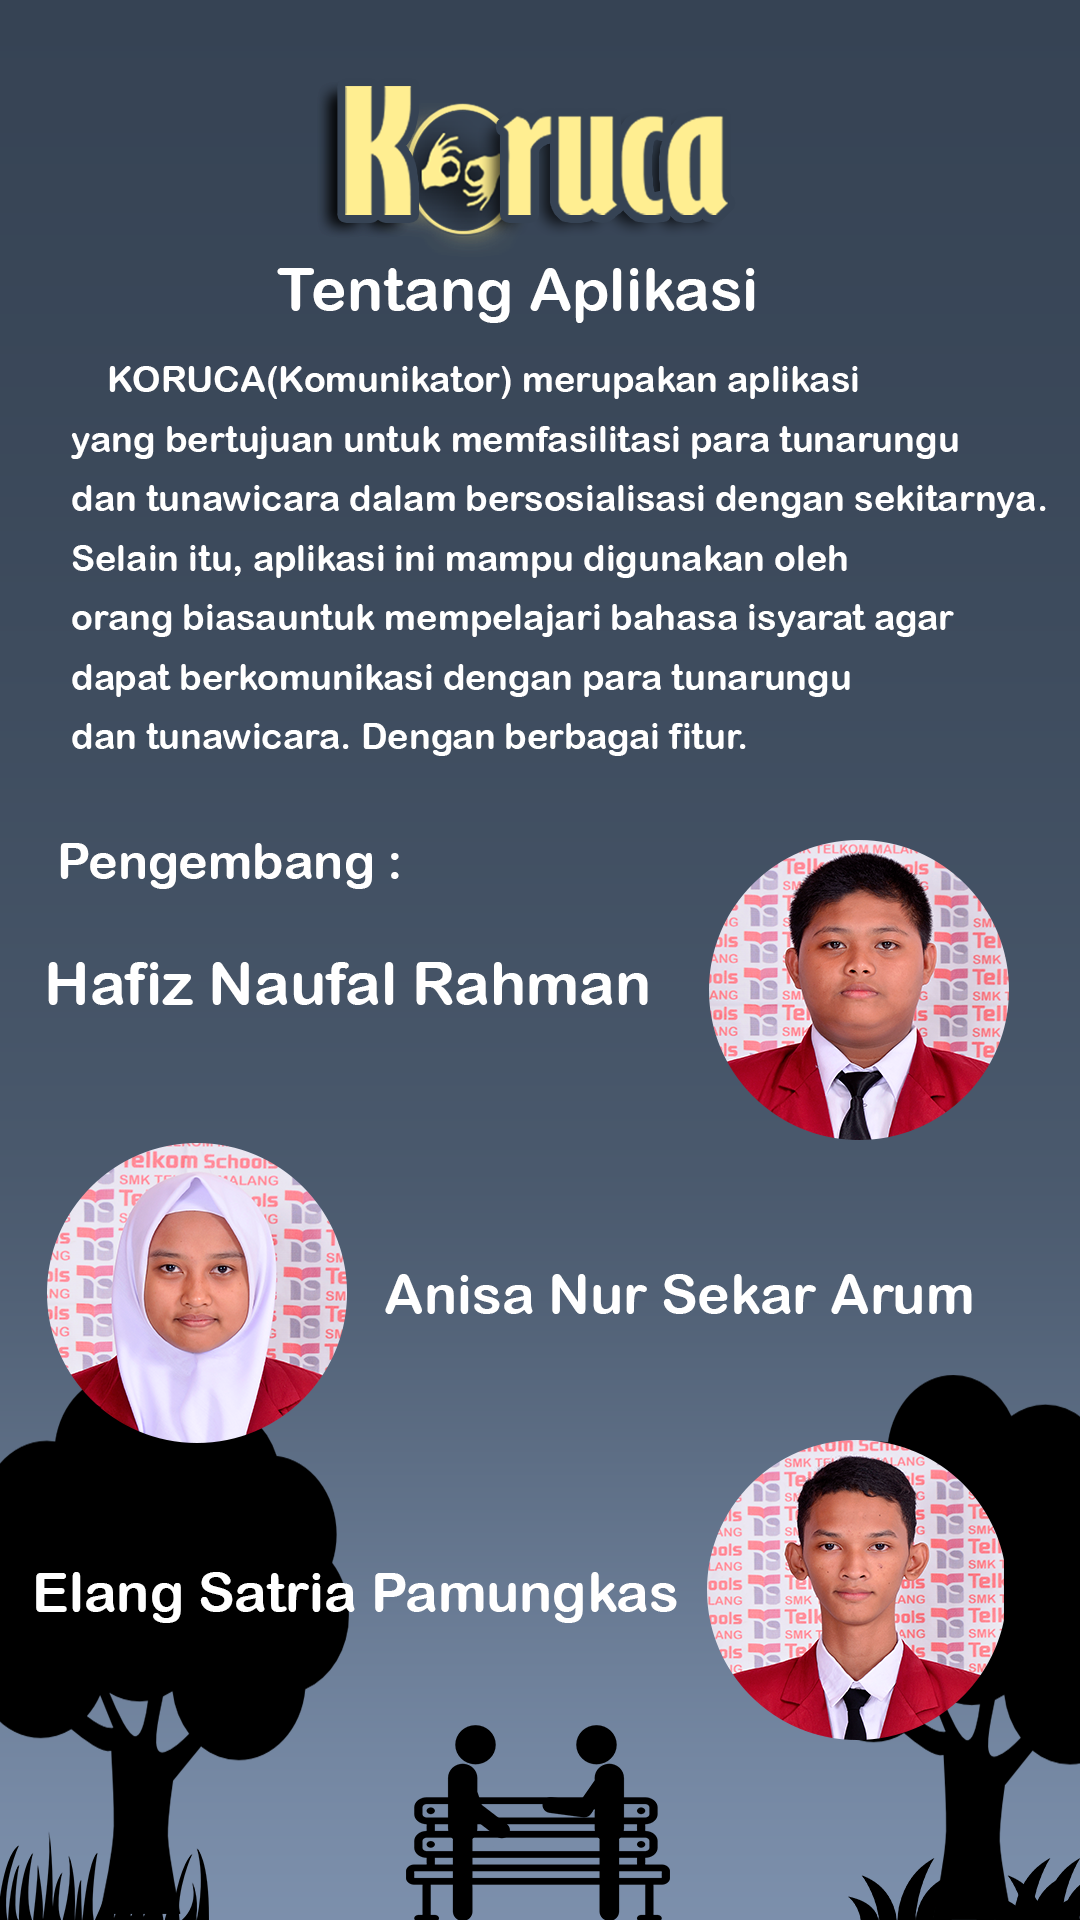 Koruca
Tentang Aplikasi
KORUCA(Komunikator) merupakan aplikasi
yang bertujuan untuk memfasilitasi para tunarungu
dan tunawicara dalam bersosialisasi dengan sekitarnya.
Selain itu, aplikasi ini mampu digunakan oleh
orang biasauntuk mempelajari bahasa isyarat agar
dapat berkomunikasi dengan para tunarungu
dan tunawicara. Dengan berbagai fitur.
Pengembang :
Hafiz Naufal Rahman
Anisa Nur Sekar Arum
Elang Satria Pamungkas